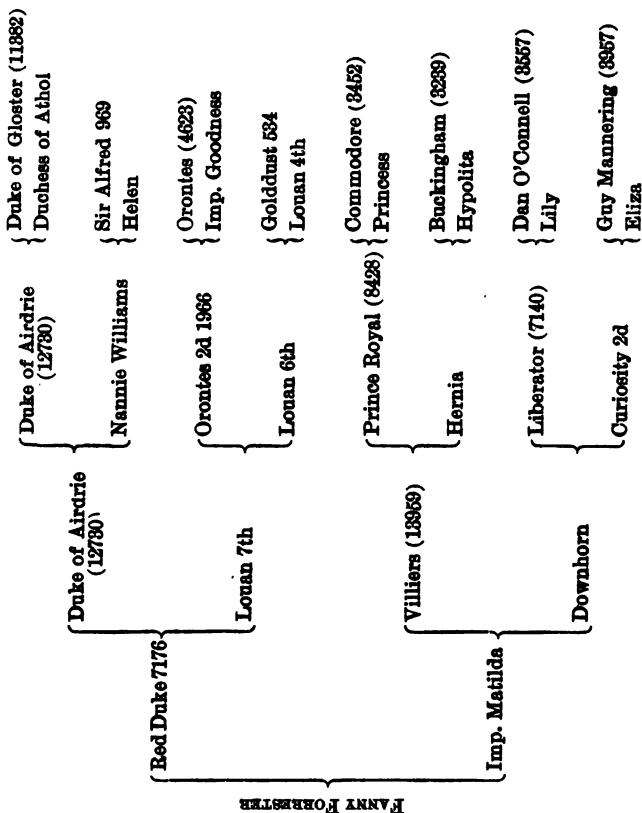 FANNY FORRESTER
Red Duke 7176
Imp. Matilda
Duke of Airdrie
(12730)
Louan 7th
Villiers (13959)
Downhorn
Duke of Airdrie
(12730)
Nannie Williams
Orontes 2d 1966
Louan 6th
Prince Royal (8428)
Hernia
Liberator (7140)
Curiosity 2d
Duke of Gloster (11382)
Duchess of Athol
Sir Alfred 969
Helen
Orontes (4623)
Imp. Goodness
Golddust 534
Louan 4th
Commodore (3452)
Princess
Buckingham (3239)
Hypolita
Dan O'Connell (3557)
Lily
Guy Mannering (3957)
Eliza